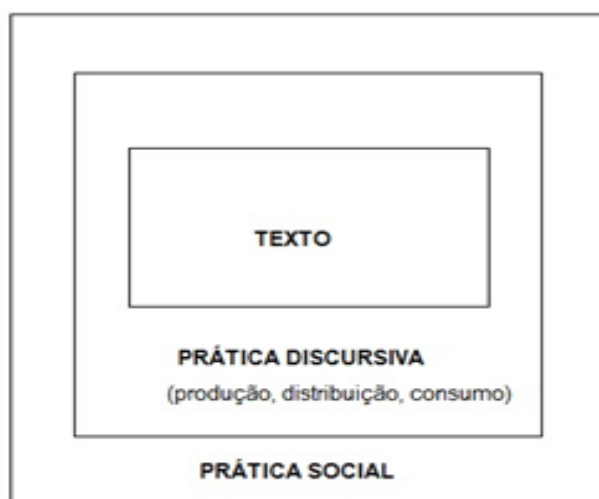 TEXTO
PRÁTICA DISCURSIVA
(produção, distribuição, consumo)
PRÁTICA SOCIAL